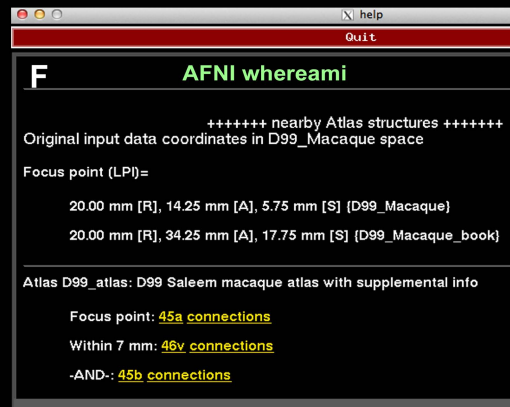 help
Quit
F
AFNI whereami
+++++++ nearby Atlas structures +++++++
Original input data coordinates in D99_Macaque space
Focus point (LPI)=
20.00 mm [R], 14.25 mm [A], 5.75 mm [S] {D99_Macaque}
20.00 mm [R], 34.25 mm [A], 17.75 mm [S] {D99_Macaque_book}
Atlas D99_atlas: D99 Saleem macaque atlas with supplemental info
Focus point: 45a connections
Within 7 mm: 46v connections
-AND-: 45b connections